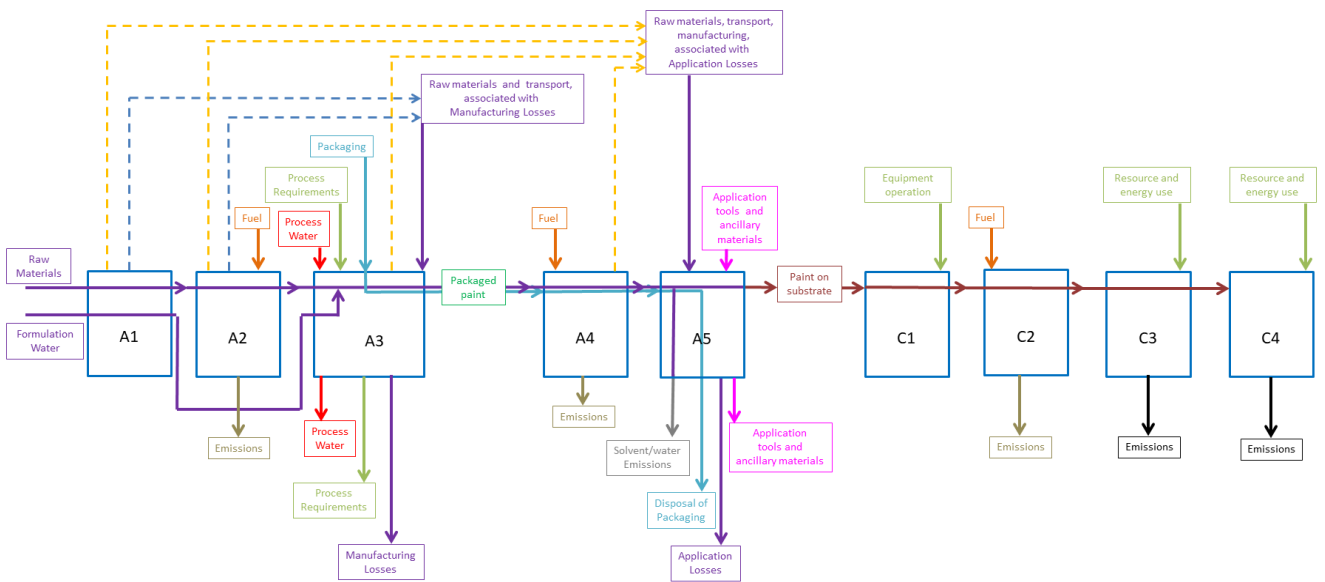 Raw materials, transport,
manufacturing,
associated with
Application Losses
Raw materials and transport,
associated with
Manufacturing Losses
Packaging
Process
Requirements
Equipment
operation
Resource and
energy use
Resource and
energy use
Fuel
Process
Water
Fuel
Application
tools and
ancillary
materials
Fuel
Raw
Materials
Packaged
paint
Paint on
substrate
Formulation
Water
A1
A2
A3
A4
A5
C1
C2
C3
C4
Emissions
Process
Water
Emissions
Solvent/water
Emissions
Application
tools and
ancillary materials
Emissions
Emissions
Emissions
Process
Requirements
Disposal of
Packaging
Manufacturing
Losses
Application
Losses